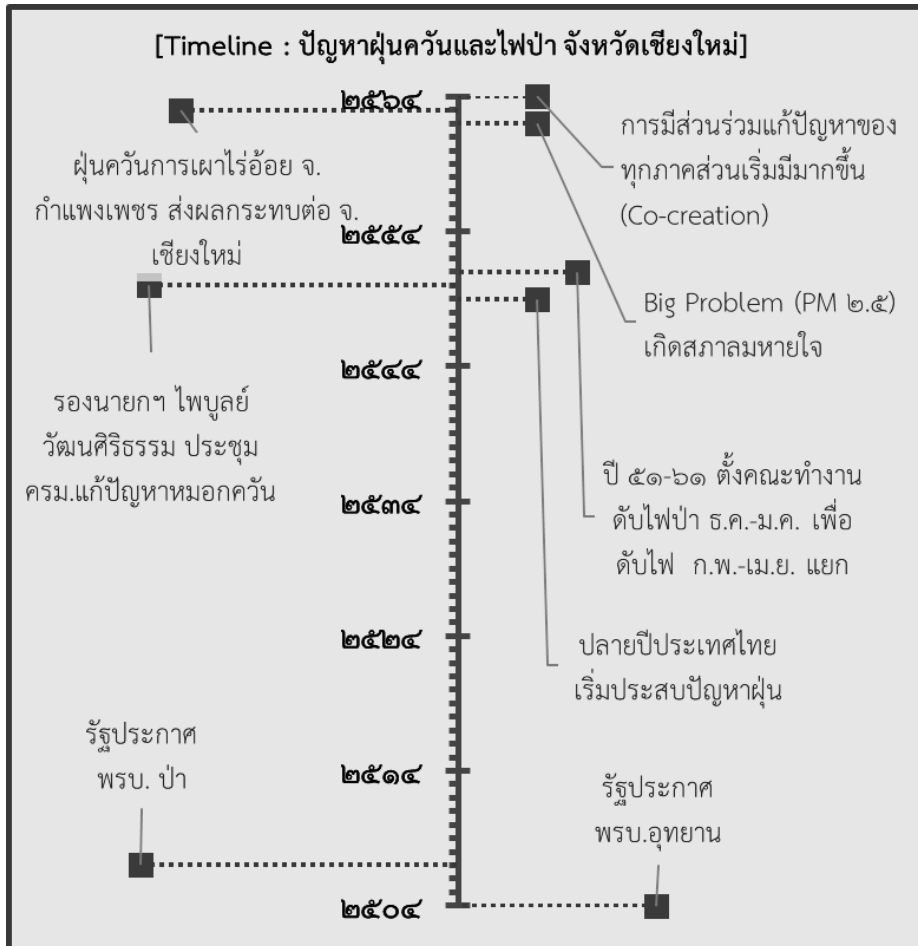 [Timeline : ปัญหาฝุ่นควันและไฟป่า จังหวัดเชียงใหม่]
๒๕๖๔
การมีส่วนร่วมแก้ปัญหาของ
ทุกภาคส่วนเริ่มมีมากขึ้น
(Co-creation)
ฝุ่นควันการเผาไร่อ้อย จ.
กำแพงเพชร ส่งผลกระทบต่อ จ.
เชียงใหม่
๒๕๕๔
Big Problem (PM ๒.๕)
เกิดสภาลมหายใจ
๒๕๔๔
รองนายกฯ ไพบูลย์
วัฒนศิริธรรม ประชุม
ครม.แก้ปัญหาหมอกควัน
ปี ๕๑-๖๑ ตั้งคณะทำงาน
ดับไฟป่า ธ.ค.-ม.ค. เพื่อ
ดับไฟ ก.พ.-เม.ย. แยก
๒๕๓๔
๒๕๒๔
ปลายปีประเทศไทย
เริ่มประสบปัญหาฝุ่น
รัฐประกาศ
พรบ. ป่า
๒๕๑๔
รัฐประกาศ
พรบ.อุทยาน
๒๕๐๔